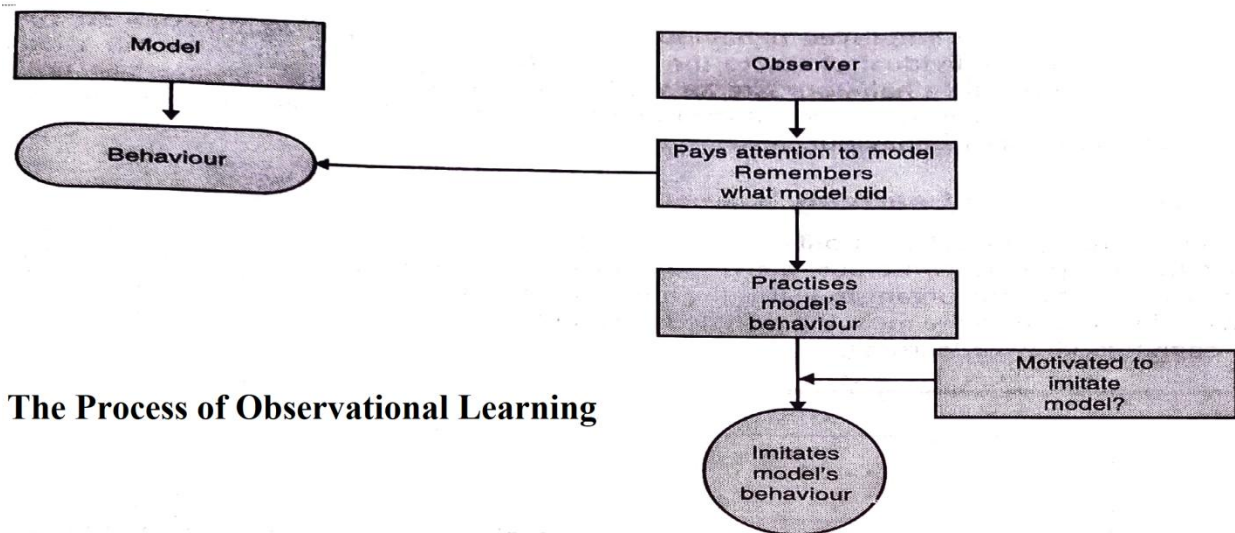 Model
Behaviour
Observer
Pays attention to model
Remembers
what model did
Practises
model's
behaviour
Motivated to
imitate
model?
Imitates
model's
behaviour
The Process of Observational Learning